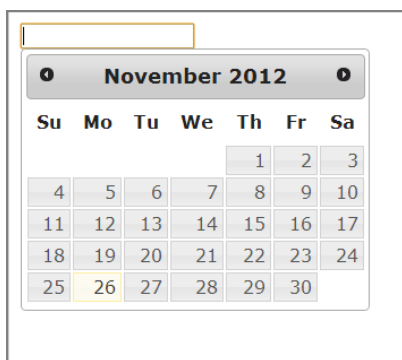 November 2012
Su Mo Tu We Th Fr Sa
1 2 3
4 5 6 7 8 9 10
11 12 13 14 15 16 17
18 19 20 21 22 23 24
25 26 27 28 29 30